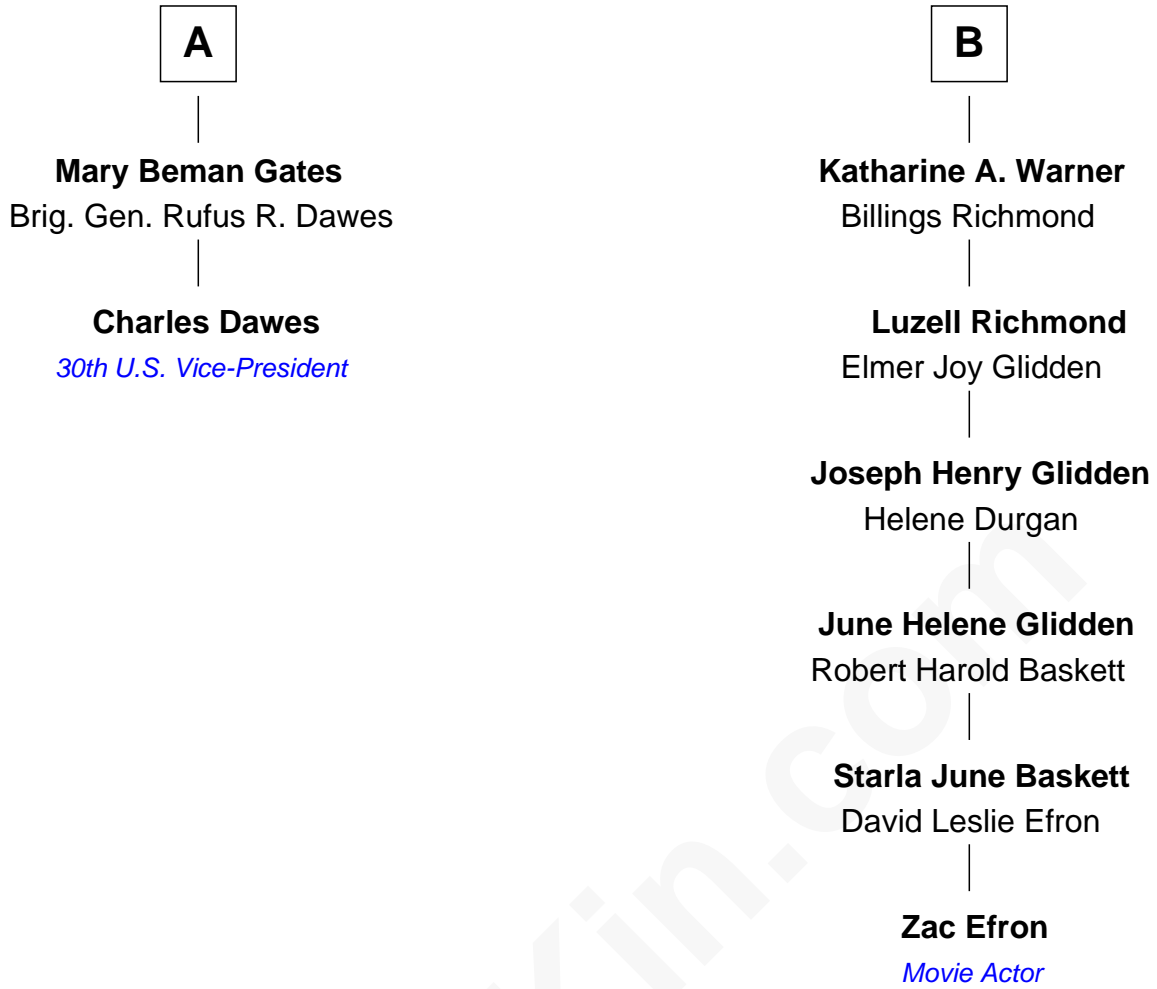 A
Mary Beman Gates
Brig. Gen. Rufus R. Dawes
Charles Dawes
30th U.S. Vice-President
B
Katharine A. Warner
Billings Richmond
Luzell Richmond
Elmer Joy Glidden
Joseph Henry Glidden
Helene Durgan
June Helene Glidden
Robert Harold Baskett
Starla June Baskett
David Leslie Efron
Zac Efron
Movie Actor
Kin.com